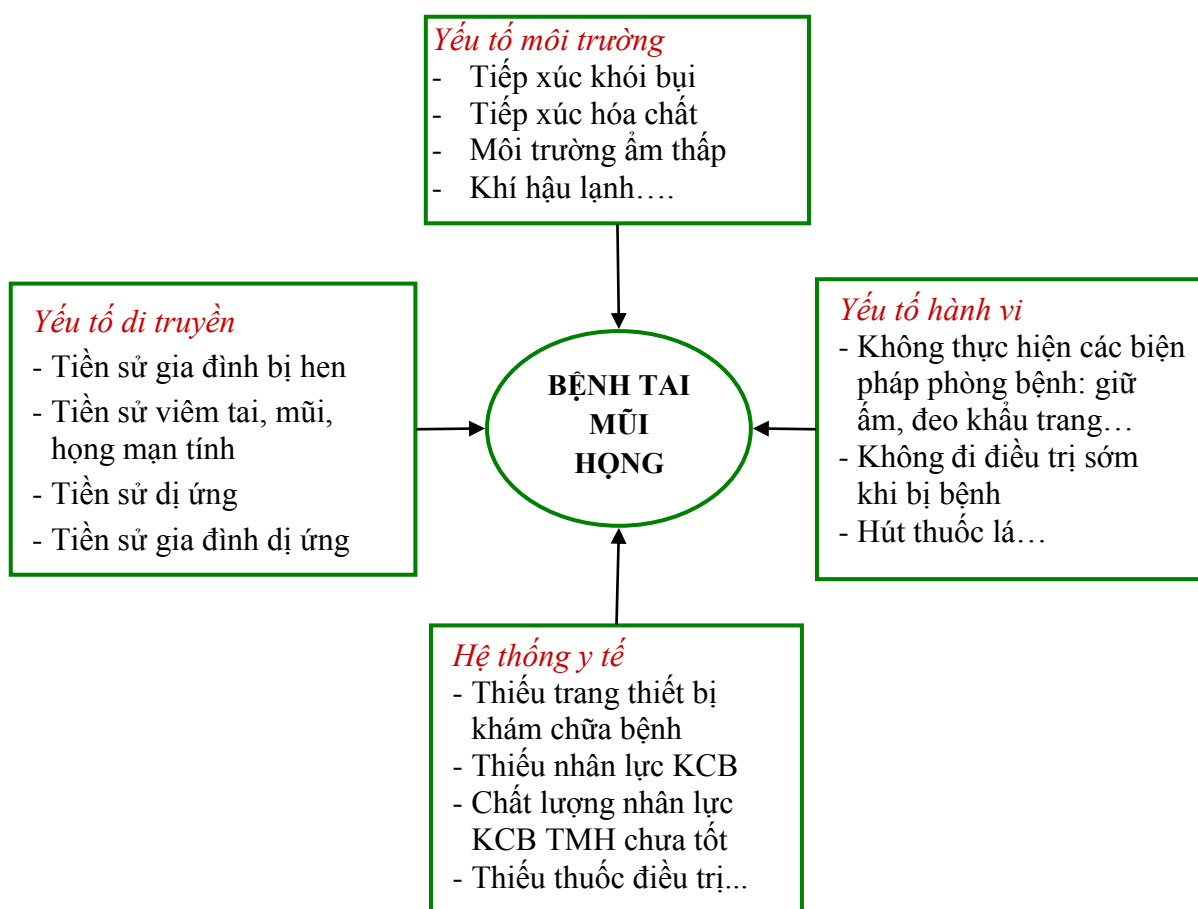 Yếu tố môi trường
- Tiếp xúc khói bụi
- Tiếp xúc hóa chất
- Môi trường ẩm thấp
- Khí hậu lạnh….
Yếu tố di truyền
- Tiền sử gia đình bị hen
- Tiền sử viêm tai, mũi,
họng mạn tính
- Tiền sử dị ứng
- Tiền sử gia đình dị ứng
BỆNH TAI
MŨI
HỌNG
Yếu tố hành vi
- Không thực hiện các biện
pháp phòng bệnh: giữ
ấm, đeo khẩu trang…
- Không đi điều trị sớm
khi bị bệnh
- Hút thuốc lá…
Hệ thống y tế
- Thiếu trang thiết bị
khám chữa bệnh
- Thiếu nhân lực KCB
- Chất lượng nhân lực
KCB TMH chưa tốt
- Thiếu thuốc điều trị...